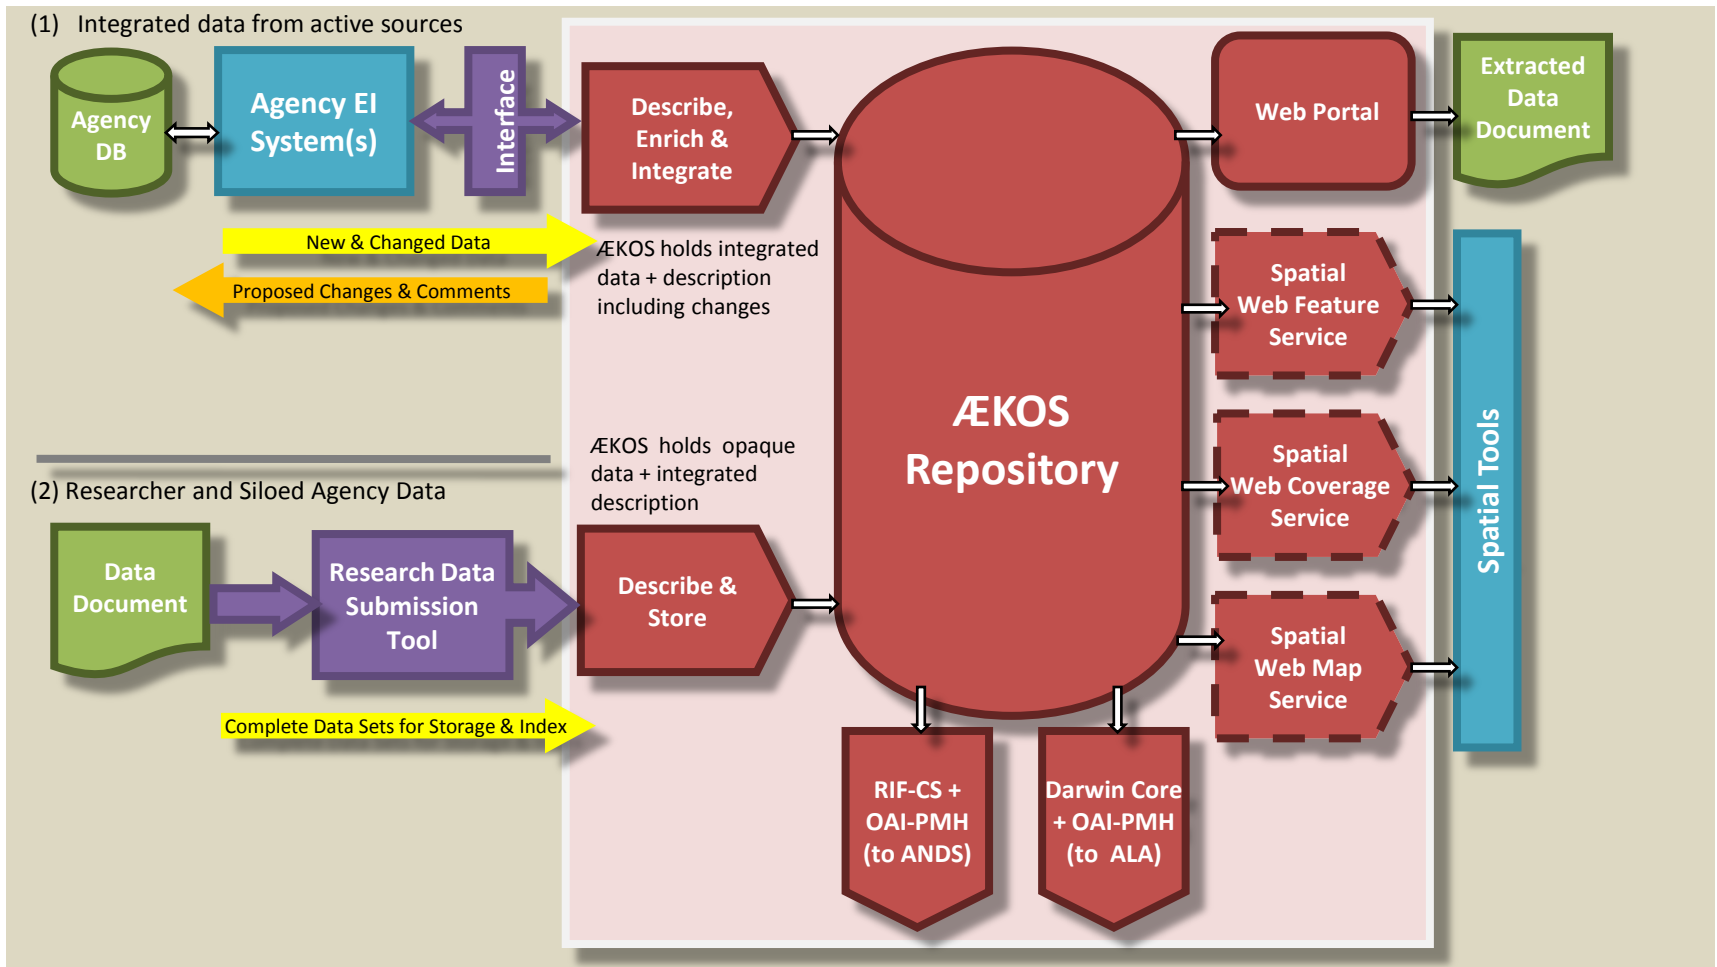 (1) Integrated data from active sources
Agency
DB
Agency EI
System(s)
Interface
Describe,
Enrich &
Integrate
New & Changed Data
Proposed Changes & Comments
ÆKOS holds integrated
data + description
including changes
(2) Researcher and Siloed Agency Data
Data
Document
Research Data
Submission
Tool
ÆKOS holds opaque
data + integrated
description
Describe &
Store
Complete Data Sets for Storage & Index
ÆKOS
Repository
Web Portal
Extracted
Data
Document
Spatial
Web Feature
Service
Spatial
Web Coverage
Service
Spatial
Web Map
Service
Spatial Tools
RIF-CS +
OAI-PMH
(to ANDS)
Darwin Core
+ OAI-PMH
(to ALA)